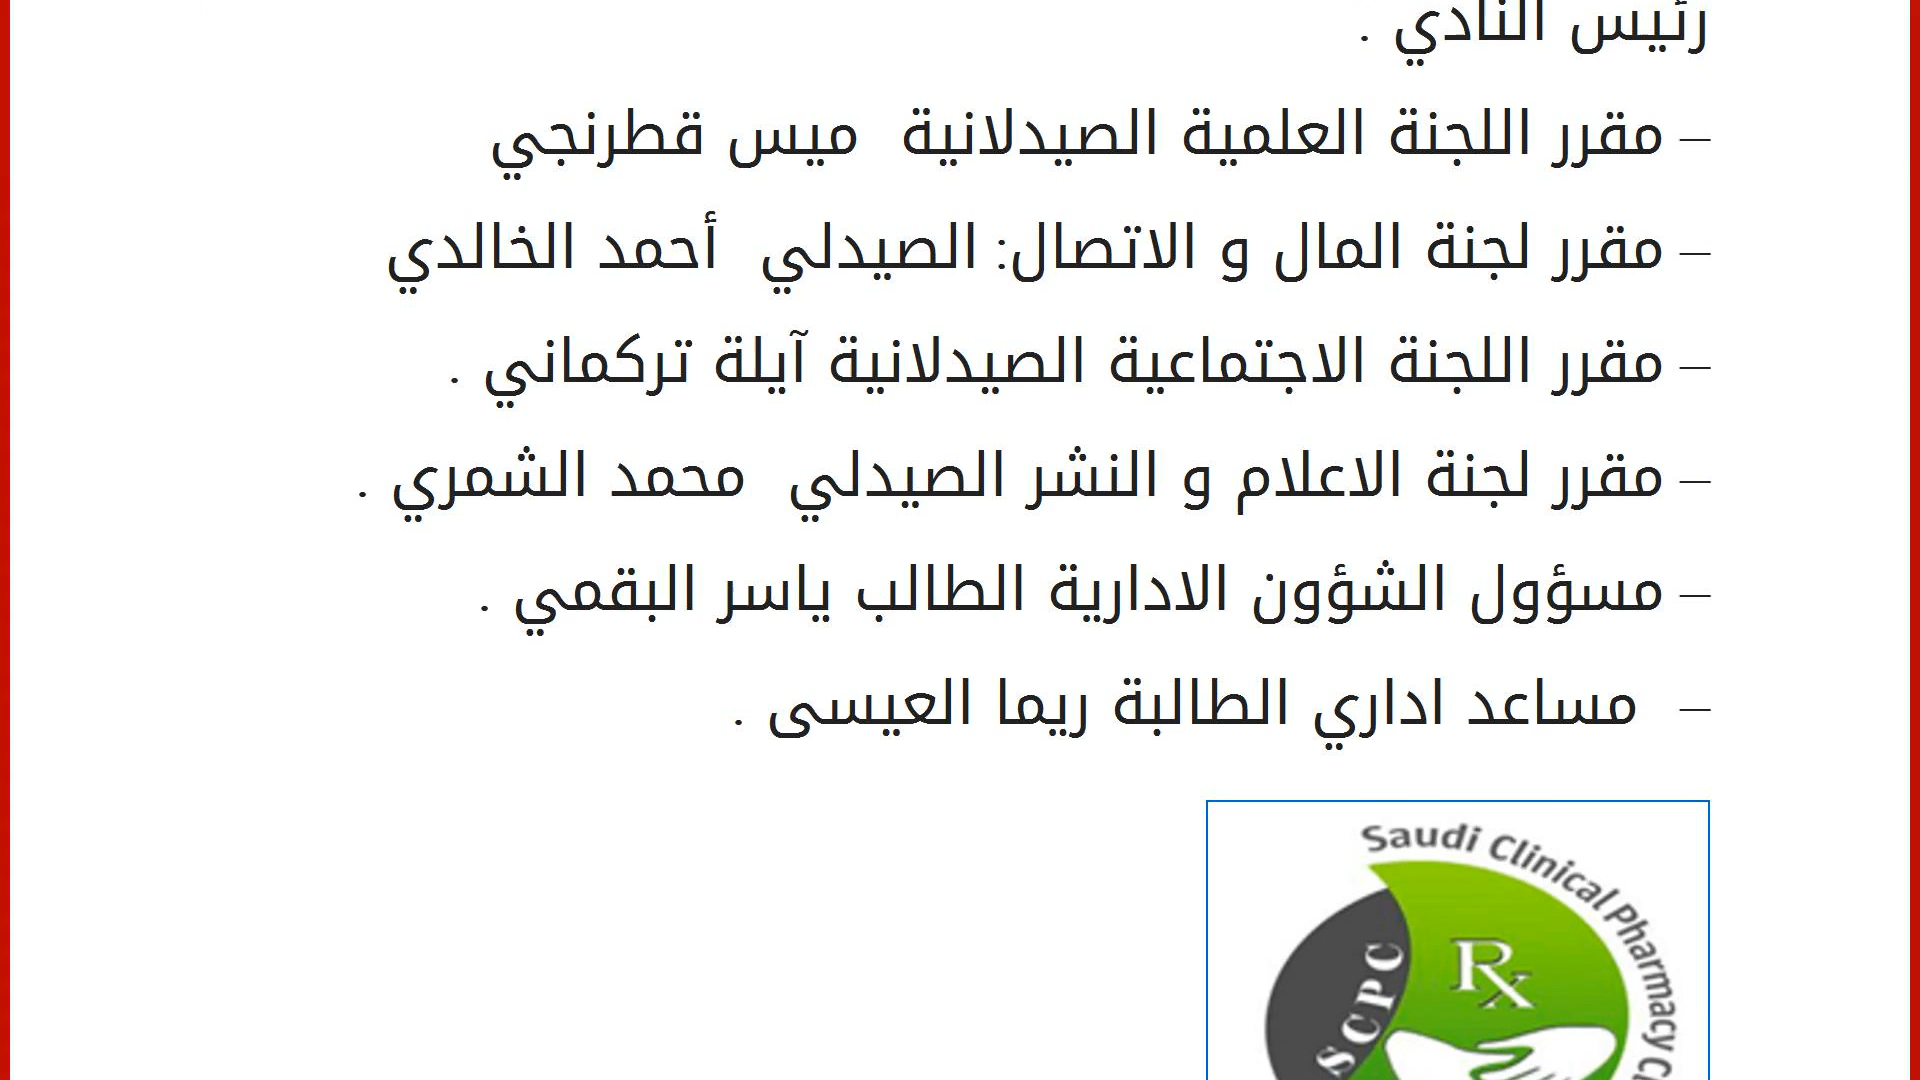 رئيس النادي .
– مقرر اللجنة العلمية الصيدلانية  ميس قطرنجي
– مقرر لجنة المال و الاتصال: الصيدلي  أحمد الخالدي
– مقرر اللجنة الاجتماعية الصيدلانية آيلة تركماني .
– مقرر لجنة الاعلام و النشر الصيدلي  محمد الشمري .
– مسؤول الشؤون الادارية الطالب ياسر البقمي .
–  مساعد اداري الطالبة ريما العيسى .
Saudi Clinical Pharmacy
Rx
SCPC